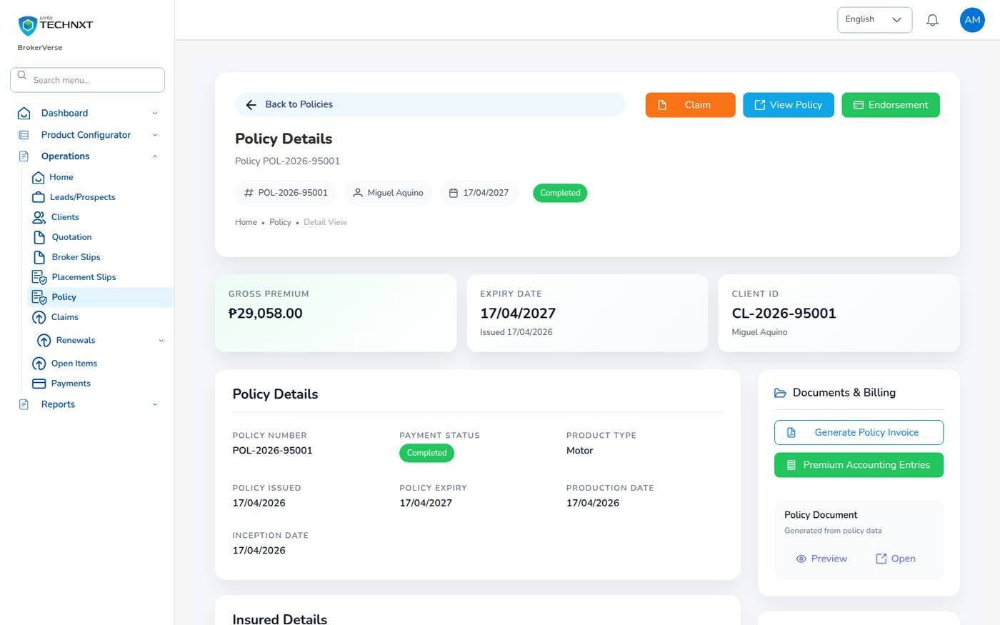 iorta
TECHNXT
BrokerVerse
Search menu...
Dashboard
Product Configurator
Operations
Home
Leads/Prospects
Clients
Quotation
Broker Slips
Placement Slips
Policy
Claims
Renewals
Open Items
Payments
Reports
English
AM
Back to Policies
Claim
View Policy
Endorsement
Policy Details
Policy POL-2026-95001
# POL-2026-95001
Miguel Aquino
17/04/2027
Completed
Home • Policy • Detail View
GROSS PREMIUM
₱29,058.00
EXPIRY DATE
17/04/2027
Issued 17/04/2026
CLIENT ID
CL-2026-95001
Miguel Aquino
Policy Details
POLICY NUMBER
POL-2026-95001
PAYMENT STATUS
Completed
PRODUCT TYPE
Motor
POLICY ISSUED
17/04/2026
POLICY EXPIRY
17/04/2027
PRODUCTION DATE
17/04/2026
INCEPTION DATE
17/04/2026
Documents & Billing
Generate Policy Invoice
Premium Accounting Entries
Policy Document
Generated from policy data
Preview
Open
Insured Details